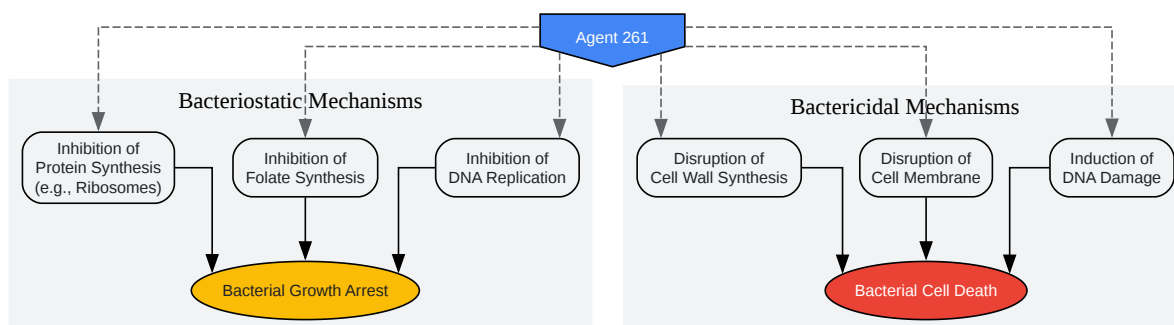 Agent 261
Bacteriostatic Mechanisms
Inhibition of
Protein Synthesis
(e.g., Ribosomes)
Inhibition of
Folate Synthesis
Inhibition of
DNA Replication
Bacterial Growth Arrest
Bactericidal Mechanisms
Disruption of
Cell Wall Synthesis
Disruption of
Cell Membrane
Induction of
DNA Damage
Bacterial Cell Death